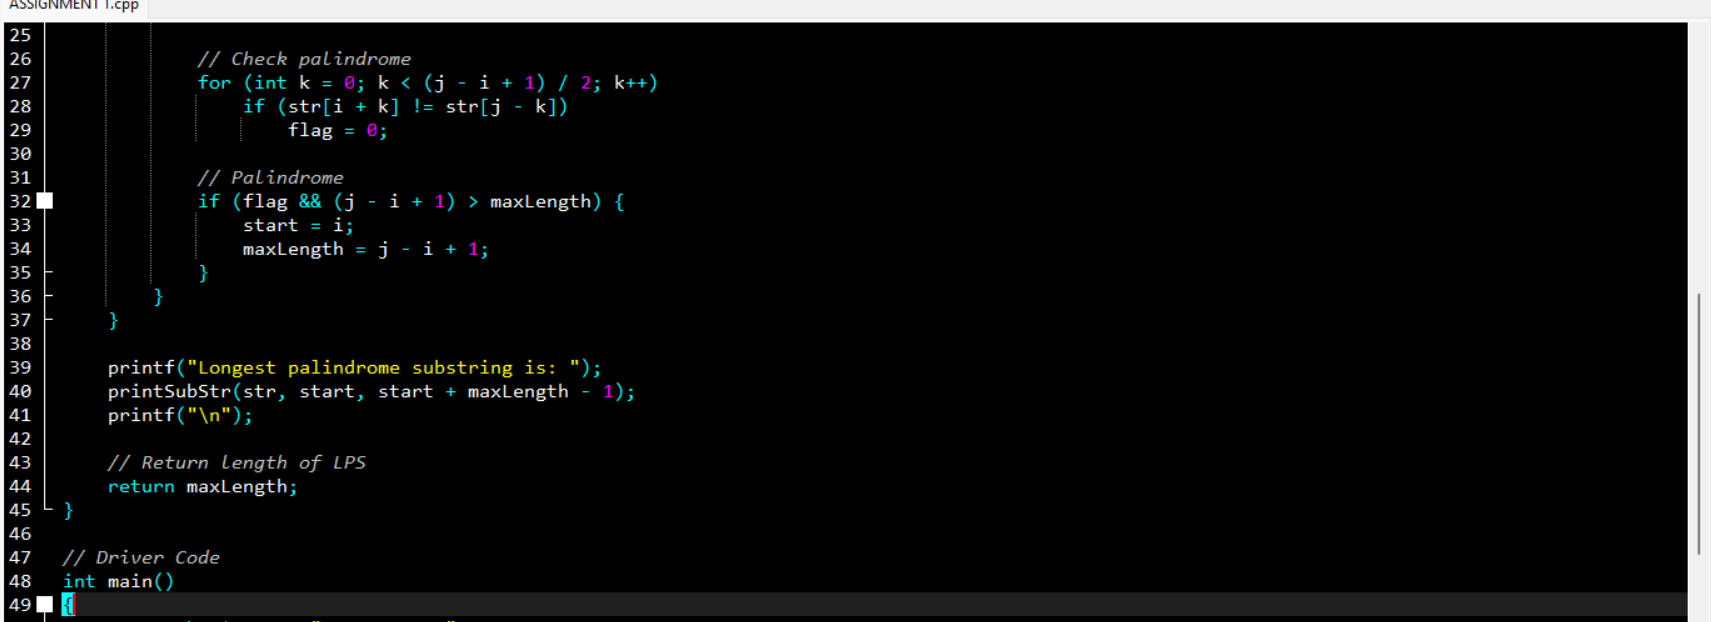 ASSIGNMENT 1.cpp
25
26 // Check palindrome
27 for (int k = 0; k < (j - i + 1) / 2; k++)
28 if (str[i + k] != str[j - k])
29 flag = 0;
30
31 // Palindrome
32 if (flag && (j - i + 1) > maxLength) {
33 start = i;
34 maxLength = j - i + 1;
35 }
36 }
37 }
38
39 printf("Longest palindrome substring is: ");
40 printSubStr(str, start, start + maxLength - 1);
41 printf("\n");
42
43 // Return length of LPS
44 return maxLength;
45 }
46
47 // Driver Code
48 int main()
49 {